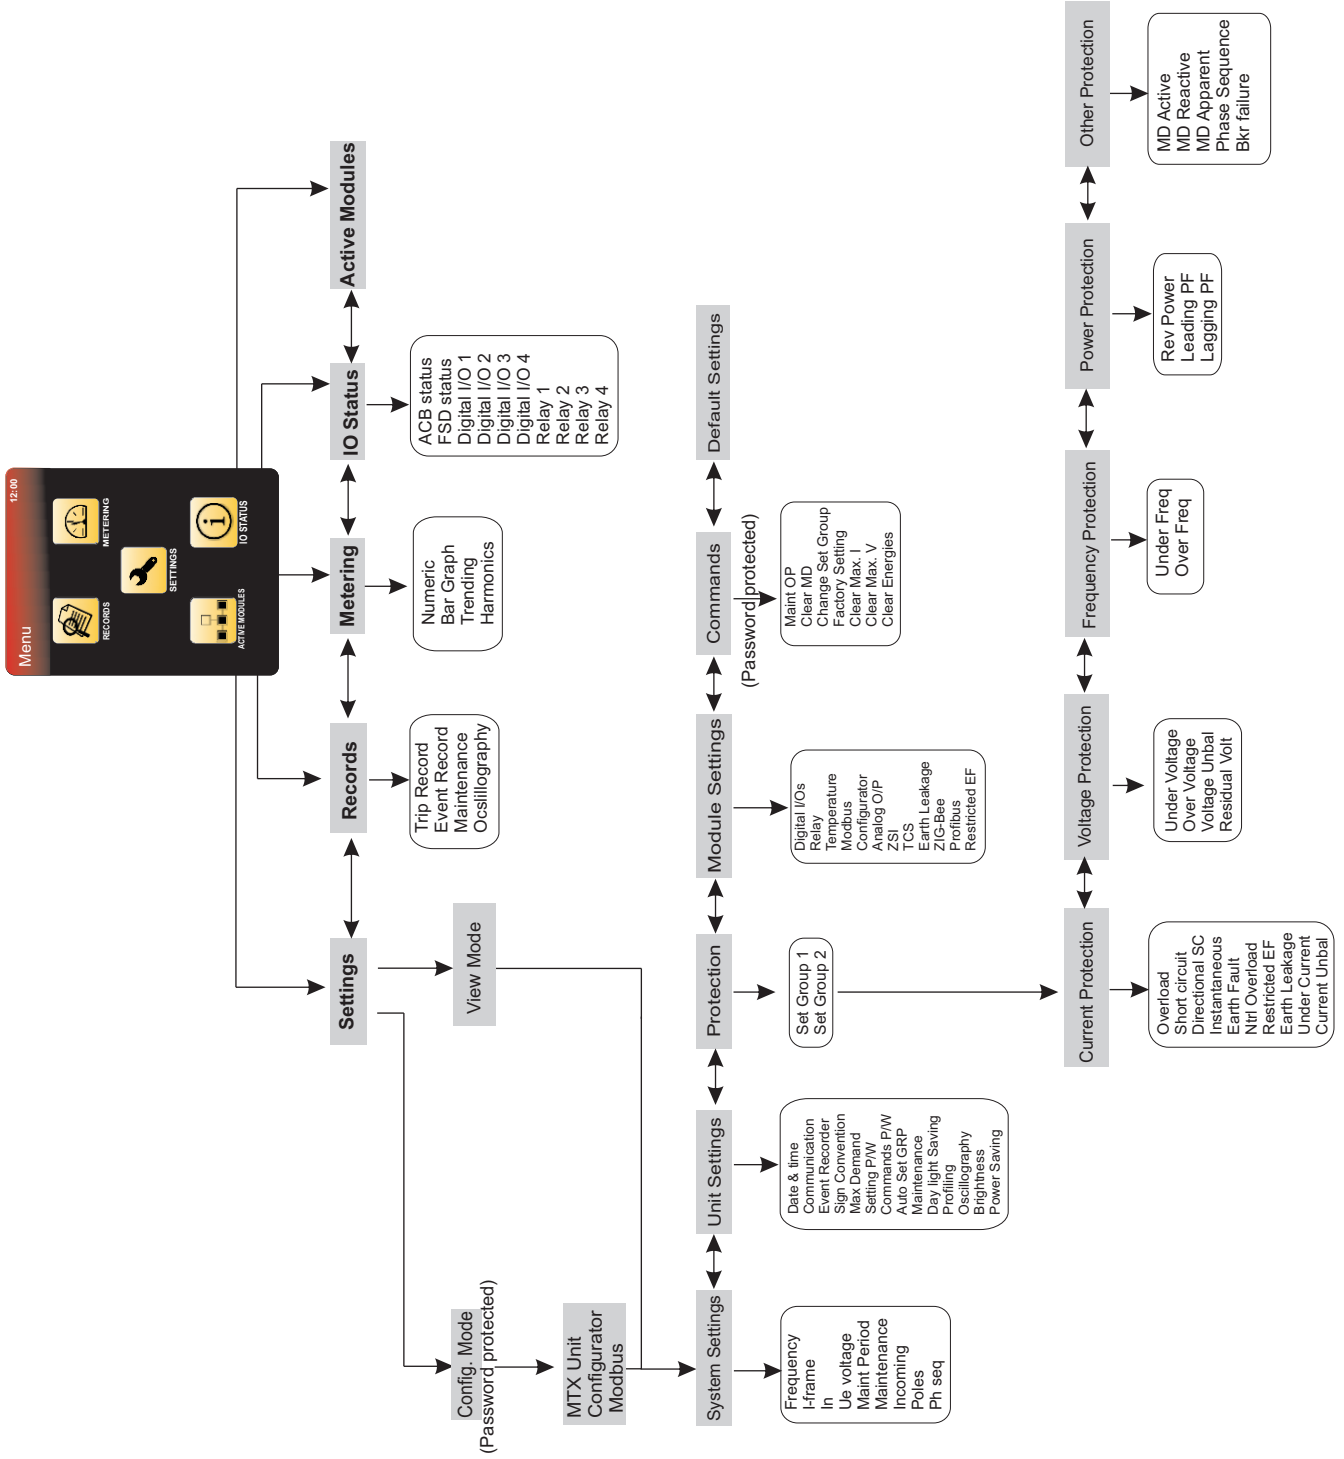 Menu
12:00
RECORDS
METERING
SETTINGS
ACTIVE MODULES
IO STATUS
Settings
Records
Metering
IO Status
Active Modules
Trip Record
Event Record
Maintenance
Ocslillography
Numeric
Bar Graph
Trending
Harmonics
ACB status
FSD status
Digital I/O 1
Digital I/O 2
Digital I/O 3
Digital I/O 4
Relay 1
Relay 2
Relay 3
Relay 4
Config. Mode
(Password protected)
View Mode
MTX Unit
Configurator
Modbus
System Settings
Unit Settings
Protection
Module Settings
Commands
(Password protected)
Default Settings
Frequency
I-frame
In
Ue voltage
Maint Period
Maintenance
Incoming
Poles
Ph seq
Date & time
Communication
Event Recorder
Sign Convention
Max Demand
Setting P/W
Commands P/W
Auto Set GRP
Maintenance
Day light Saving
Profiling
Oscillography
Brightness
Power Saving
Set Group 1
Set Group 2
Digital I/Os
Relay
Temperature
Modbus
Configurator
Analog O/P
ZSI
TCS
Earth Leakage
ZIG-Bee
Profibus
Restricted EF
Maint OP
Clear MD
Change Set Group
Factory Setting
Clear Max. I
Clear Max. V
Clear Energies
Current Protection
Voltage Protection
Frequency Protection
Power Protection
Other Protection
Overload
Short circuit
Directional SC
Instantaneous
Earth Fault
Ntrl Overload
Restricted EF
Earth Leakage
Under Current
Current Unbal
Under Voltage
Over Voltage
Voltage Unbal
Residual Volt
Under Freq
Over Freq
Rev Power
Leading PF
Lagging PF
MD Active
MD Reactive
MD Apparent
Phase Sequence
Bkr failure